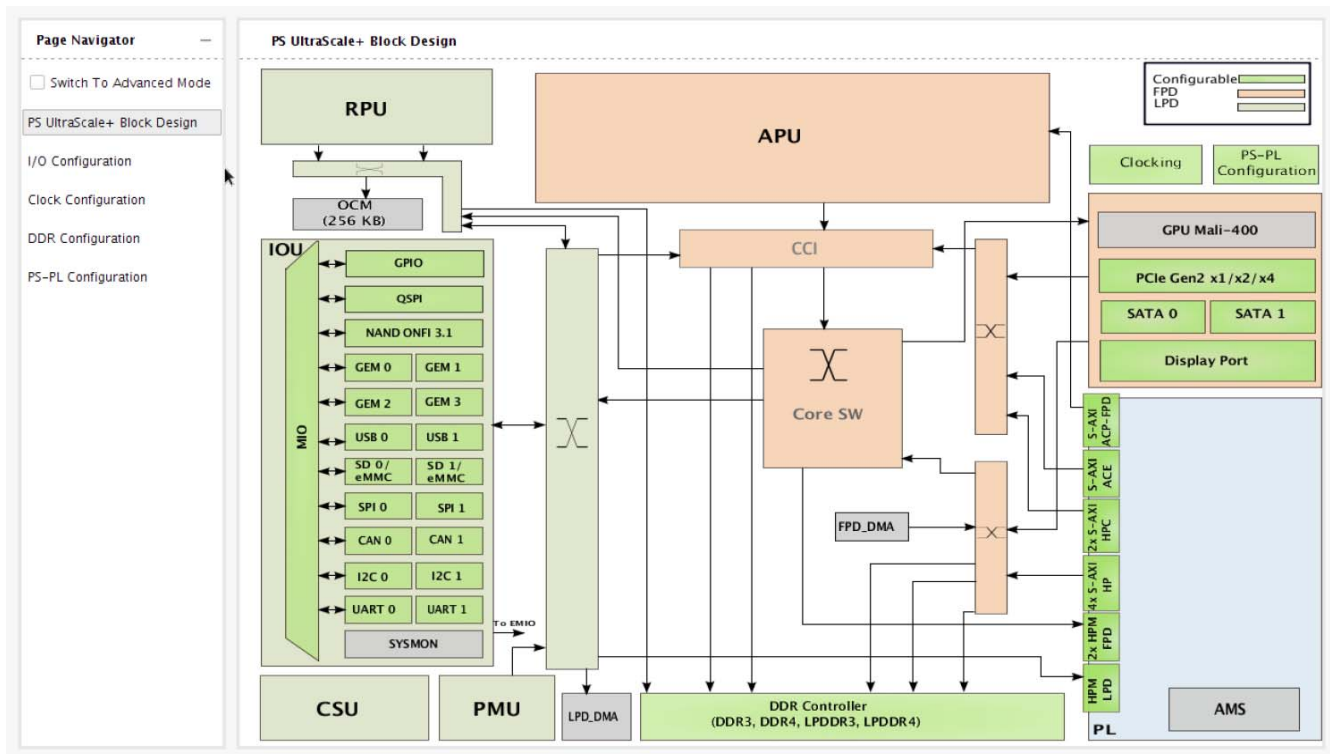 Page Navigator
Switch To Advanced Mode
PS UltraScale+ Block Design
I/O Configuration
Clock Configuration
DDR Configuration
PS-PL Configuration
PS UltraScale+ Block Design
RPU
OCM
(256 KB)
APU
Configurable
FPD
LPD
Clocking
PS-PL
Configuration
GPU Mali-400
PCIe Gen2 x1/x2/x4
SATA 0
SATA 1
Display Port
CCI
Core SW
FPD_DMA
IOU
MIO
GPIO
QSPI
NAND ONFI 3.1
GEM 0
GEM 1
GEM 2
GEM 3
USB 0
USB 1
SD 0/
eMMC
SD 1/
eMMC
SPI 0
SPI 1
CAN 0
CAN 1
I2C 0
I2C 1
UART 0
UART 1
SYSMON
To EMIO
CSU
PMU
LPD_DMA
DDR Controller
(DDR3, DDR4, LPDDR3, LPDDR4)
S-AXI
ACP-FPD
S-AXI
ACE
2x S-AXI
HPC
4x S-AXI
HP
2x HPM
FPD
HPM
LPD
PL
AMS